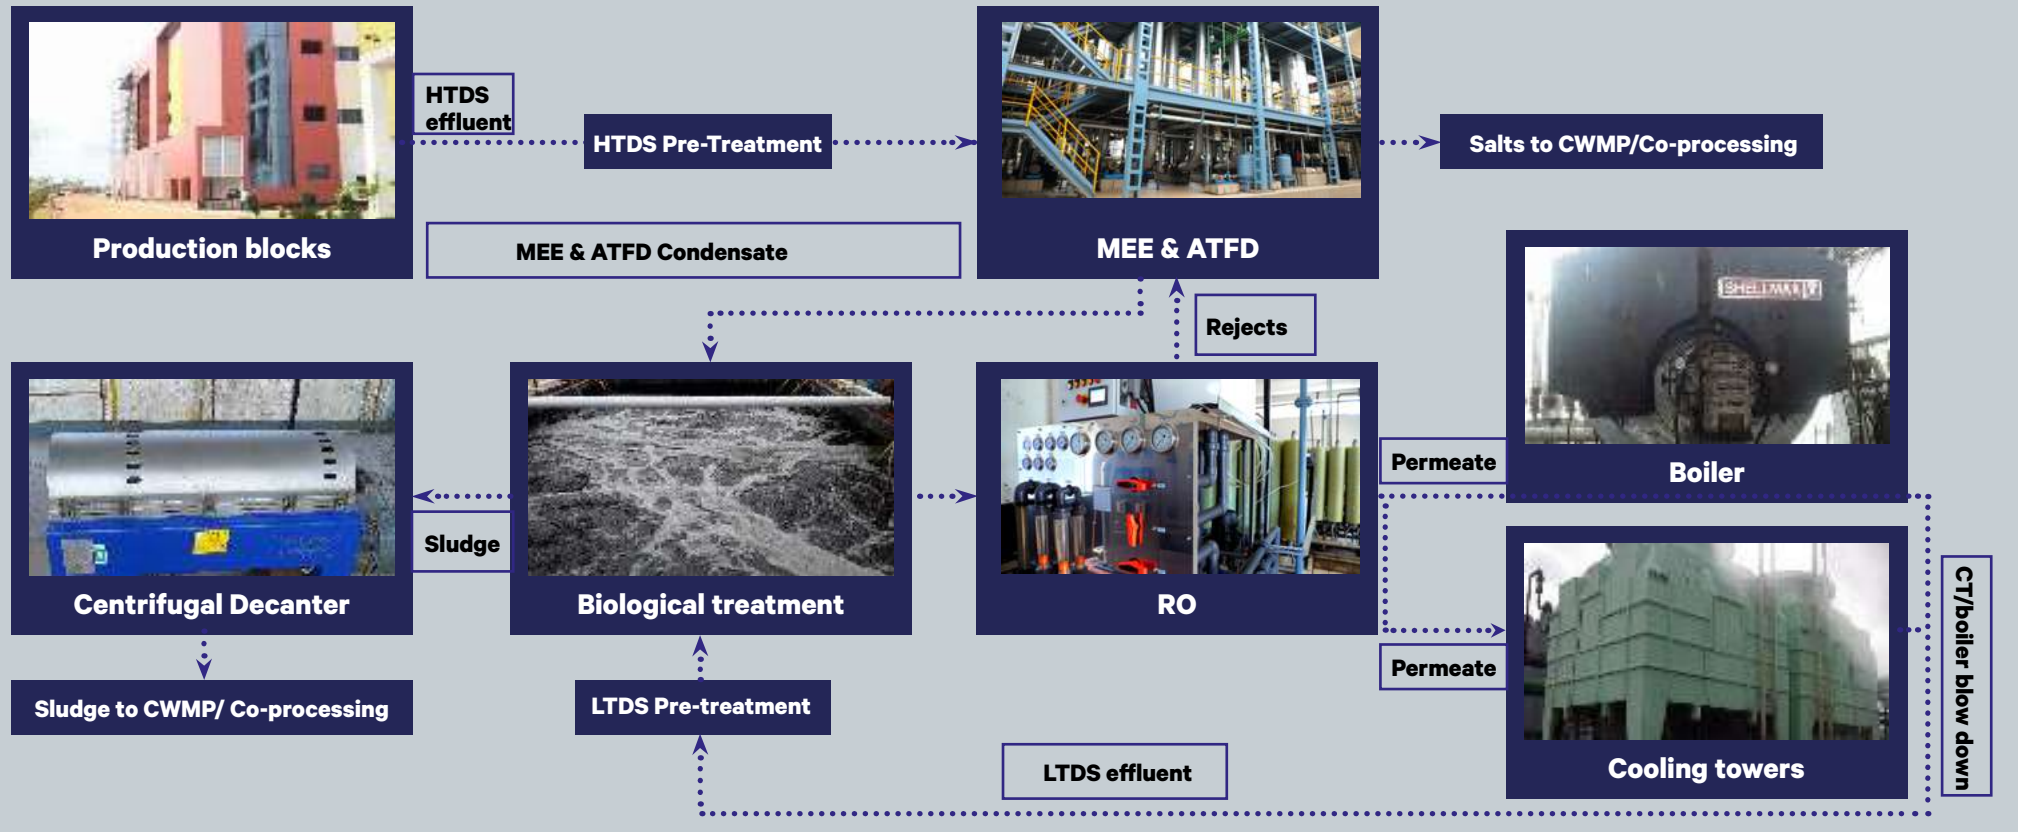 HTDS
effluent
HTDS Pre-Treatment
Salts to CWMP/Co-processing
Production blocks
MEE & ATFD Condensate
MEE & ATFD
SHELLMAX
Rejects
Boiler
Permeate
Sludge
Centrifugal Decanter
Biological treatment
RO
Permeate
CT/boiler blow down
Sludge to CWMP/ Co-processing
LTDS Pre-treatment
LTDS effluent
Cooling towers